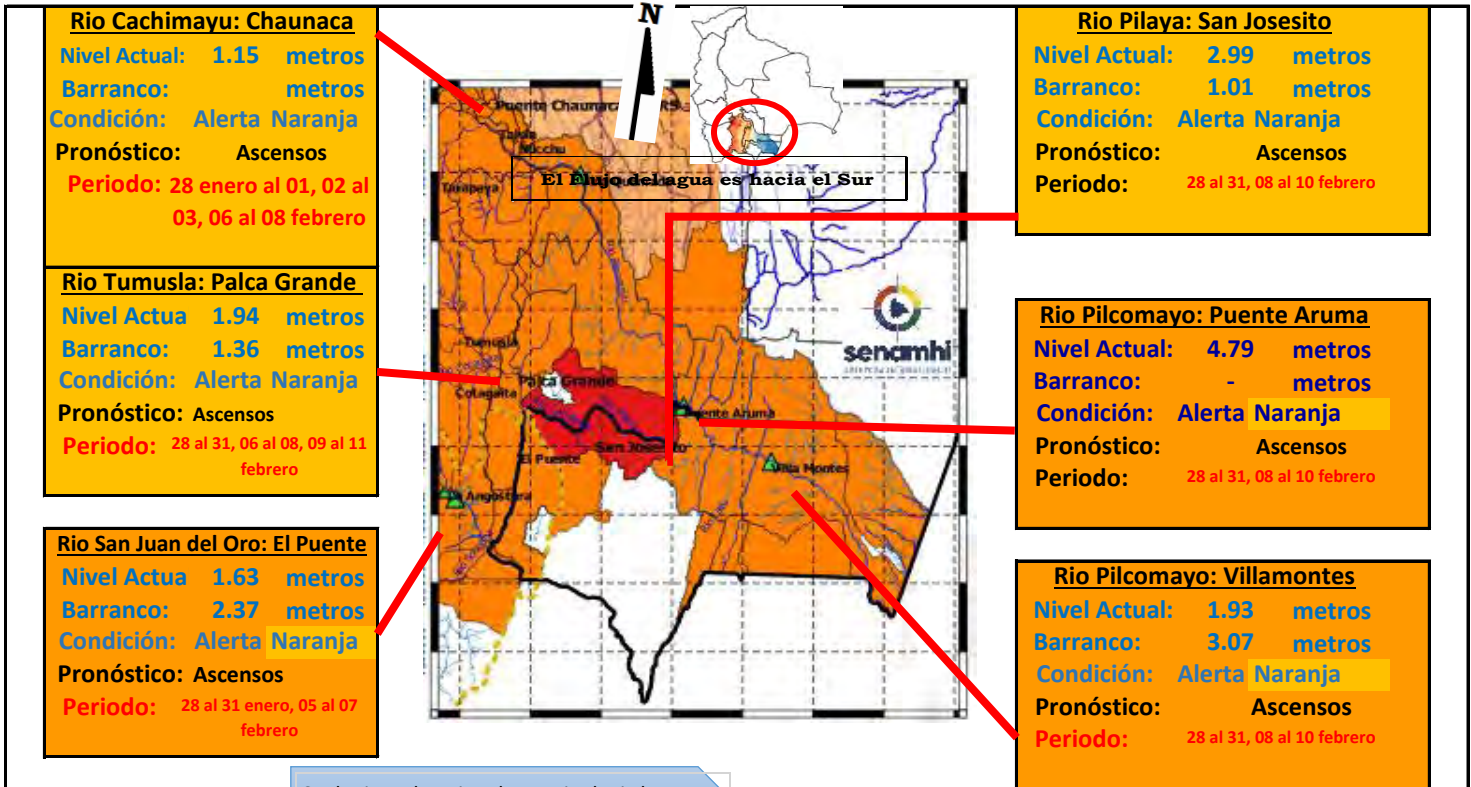 Rio Cachimayu: Chaunaca
Nivel Actual: 1.15 metros
Barranco: metros
Condición: Alerta Naranja
Pronóstico: Ascensos
Periodo: 28 enero al 01, 02 al
03, 06 al 08 febrero
Rio Tumusla: Palca Grande
Nivel Actua 1.94 metros
Barranco: 1.36 metros
Condición: Alerta Naranja
Pronóstico: Ascensos
Periodo: 28 al 31, 06 al 08, 09 al 11
febrero
Rio San Juan del Oro: El Puente
Nivel Actua 1.63 metros
Barranco: 2.37 metros
Condición: Alerta Naranja
Pronóstico: Ascensos
Periodo: 28 al 31 enero, 05 al 07
febrero
N
Puente Chaunaca
Nucchu
Tarapaya
El Flujo del agua es hacia el Sur
senamhi
Tumusla
Palca Grande
Cotagaita
Puente Aruma
San Josesito
El Puente
Villa Montes
Angostura
Rio Pilaya: San Josesito
Nivel Actual: 2.99 metros
Barranco: 1.01 metros
Condición: Alerta Naranja
Pronóstico: Ascensos
Periodo: 28 al 31, 08 al 10 febrero
Rio Pilcomayo: Puente Aruma
Nivel Actual: 4.79 metros
Barranco: - metros
Condición: Alerta Naranja
Pronóstico: Ascensos
Periodo: 28 al 31, 08 al 10 febrero
Rio Pilcomayo: Villamontes
Nivel Actual: 1.93 metros
Barranco: 3.07 metros
Condición: Alerta Naranja
Pronóstico: Ascensos
Periodo: 28 al 31, 08 al 10 febrero